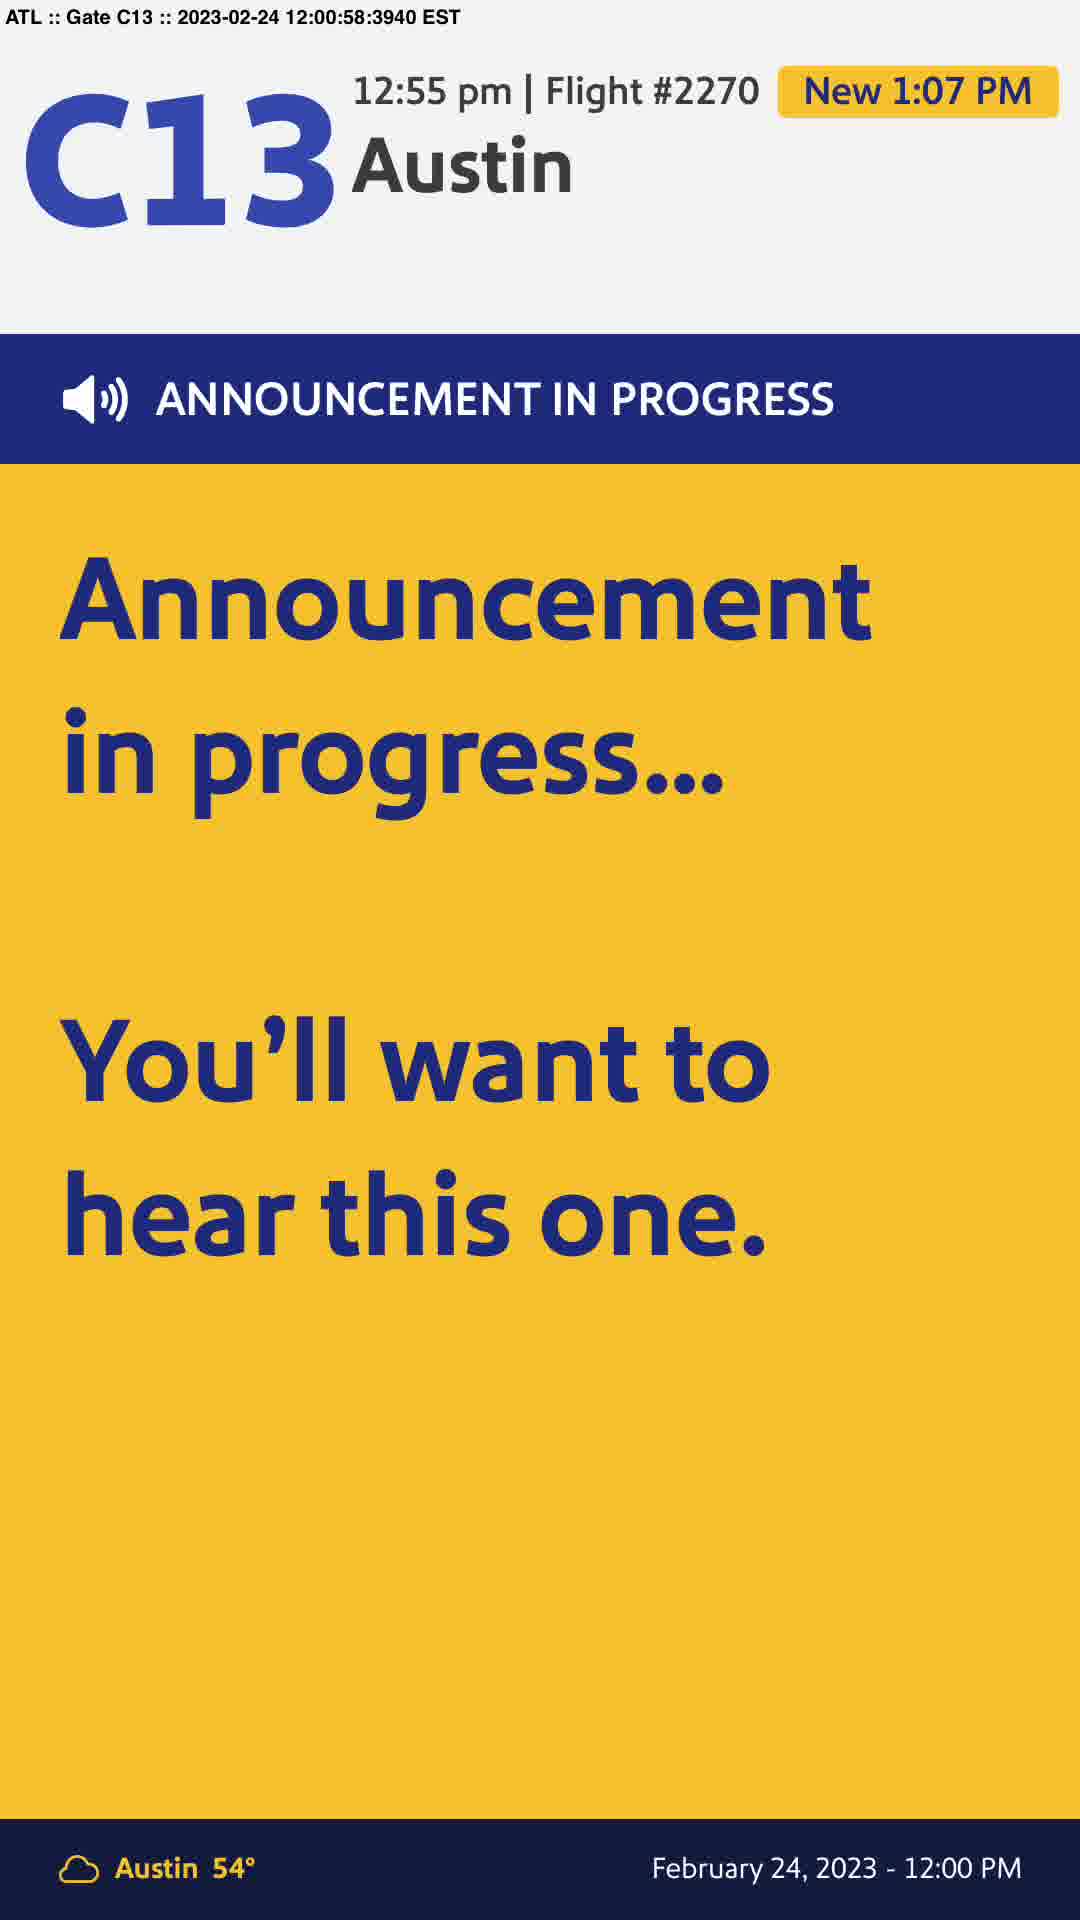 ATL :: Gate C13 :: 2023-02-24 12:00:58:3940 EST
C13
12:55 pm | Flight #2270
New 1:07 PM
Austin
ANNOUNCEMENT IN PROGRESS
Announcement
in progress...
You’ll want to
hear this one.
Austin 54°
February 24, 2023 - 12:00 PM